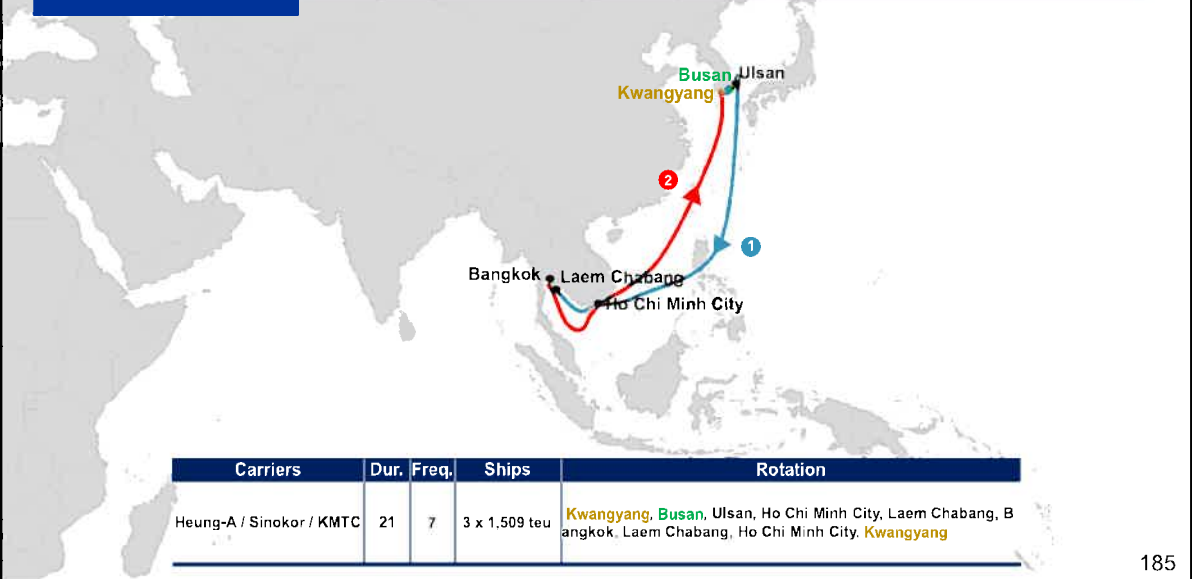 Busan
Ulsan
Kwangyang
2
1
Bangkok
Laem Chabang
Ho Chi Minh City
Carriers Dur. Freq. Ships Rotation
Heung-A / Sinokor / KMTC 21 7 3 x 1,509 teu Kwangyang, Busan, Ulsan, Ho Chi Minh City, Laem Chabang, B
angkok, Laem Chabang, Ho Chi Minh City. Kwangyang
185